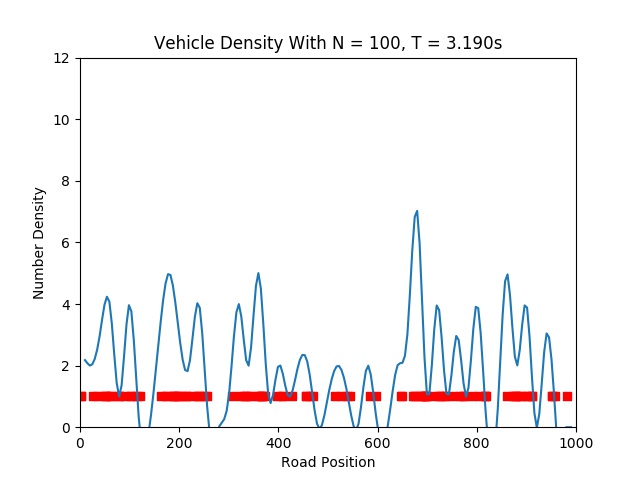 Vehicle Density With N = 100, T = 3.190s
12
10
8
6
4
2
0
Number Density
0 200 400 600 800 1000
Road Position